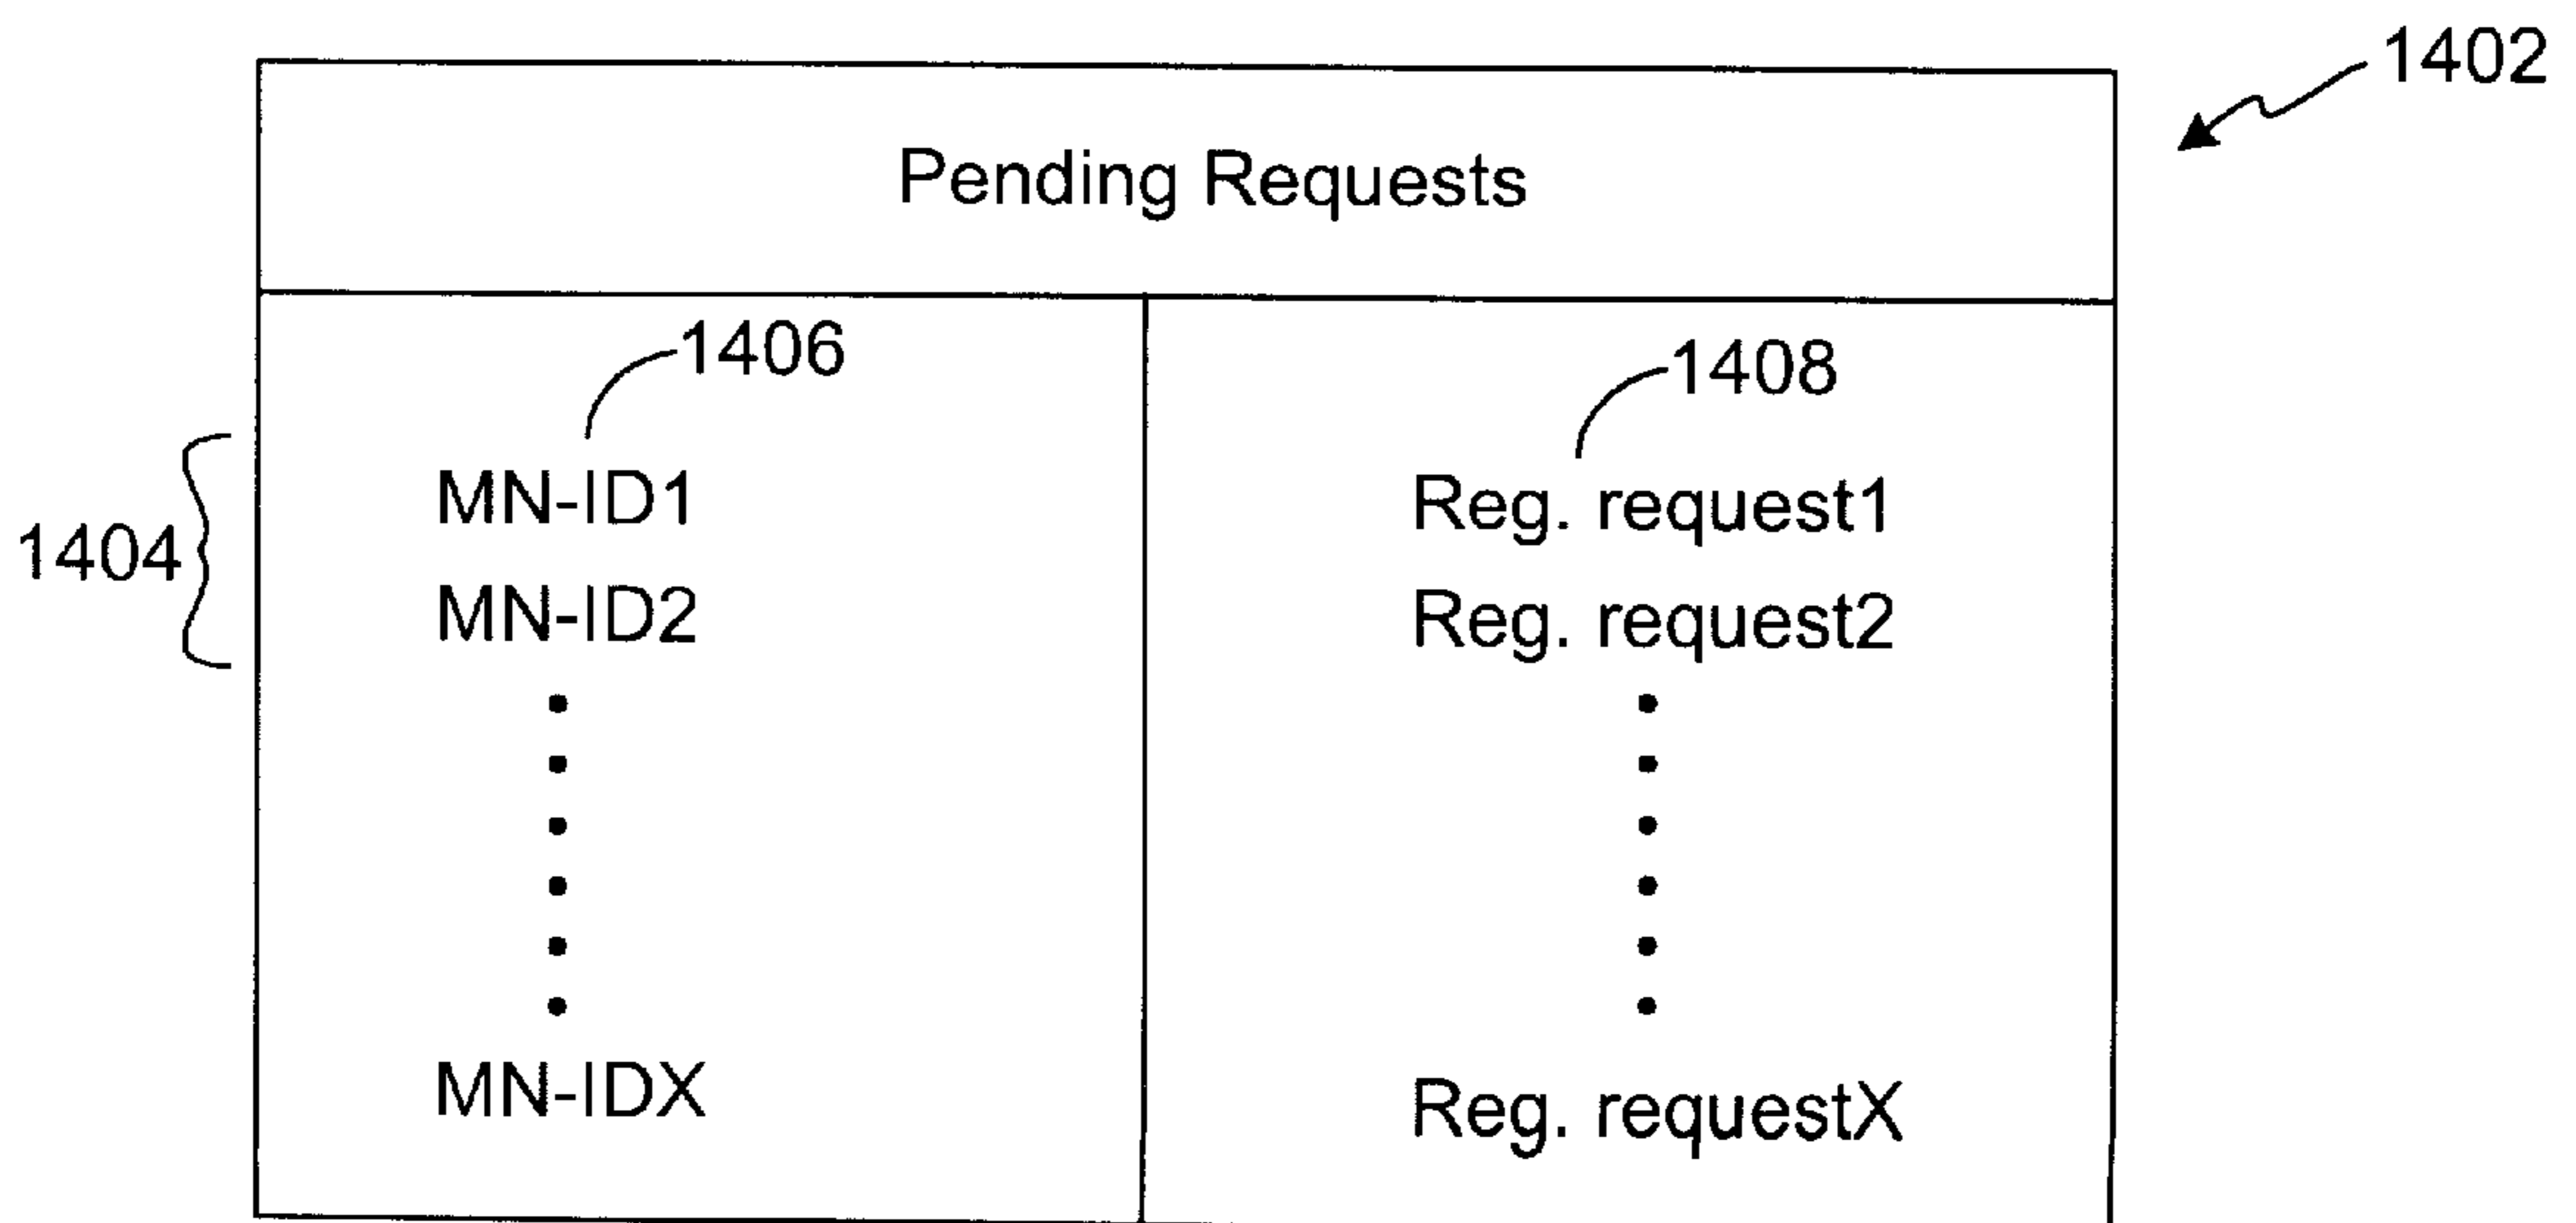 1402
Pending Requests
1406
1408
1404
MN-ID1
Reg. request1
MN-ID2
Reg. request2
MN-IDX
Reg. requestX